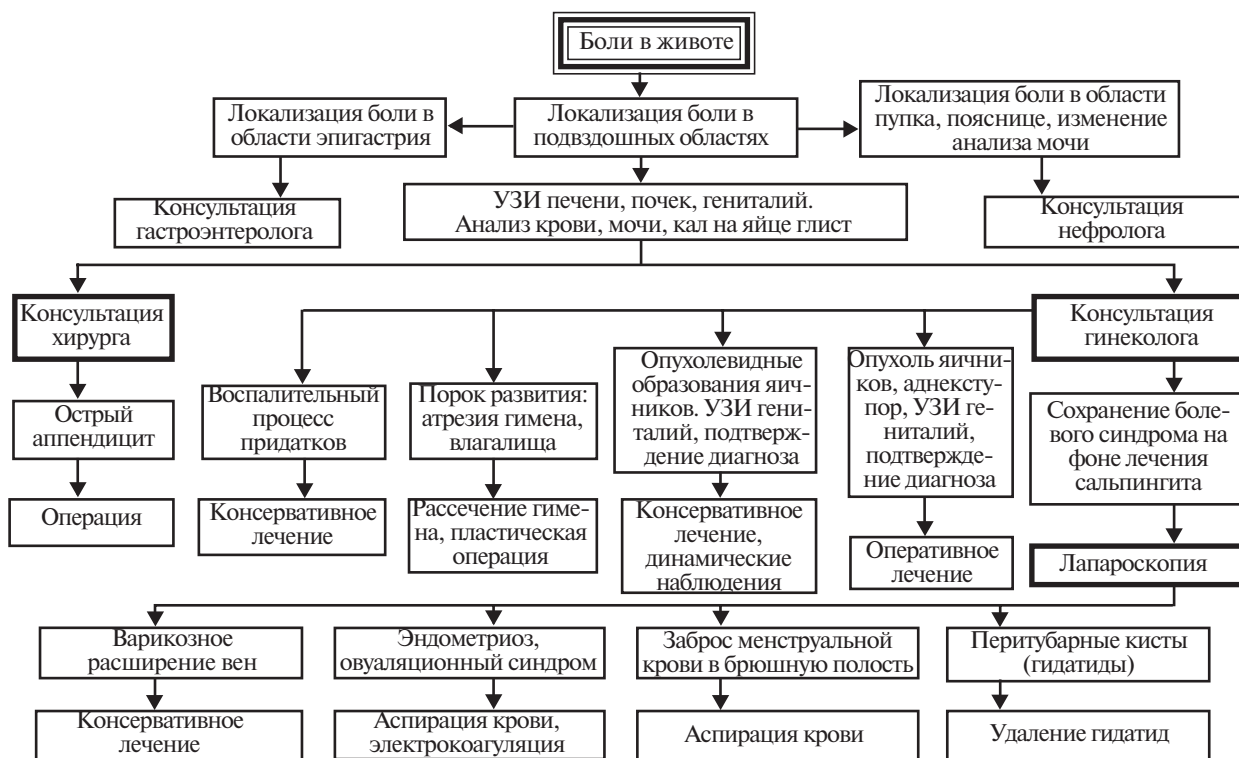 Боли в животе
Локализация боли в
области эпигастрия
Локализация боли в
подвздошных областях
Локализация боли в области
пупка, пояснице, изменение
анализа мочи
Консультация
гастроэнтеролога
УЗИ печени, почек, гениталий.
Анализ крови, мочи, кал на яйце глист
Консультация
нефролога
Консультация
хирурга
Консультация
гинеколога
Острый
аппендицит
Воспалительный
процесс
придатков
Порок развития:
атрезия гимена,
влагалища
Опухолевидные
образования яич-
ников. УЗИ гени-
талий, подтверж-
дение диагноза
Опухоль яични-
ков, аднексту-
пор, УЗИ ге-
ниталий,
подтвержде-
ние диагноза
Сохранение боле-
вого синдрома на
фоне лечения
сальпингита
Операция
Консервативное
лечение
Рассечение гиме-
на, пластическая
операция
Консервативное
лечение,
динамические
наблюдения
Оперативное
лечение
Лапароскопия
Варикозное
расширение вен
Эндометриоз,
овуаляционный синдром
Заброс менструальной
крови в брюшную полость
Перитубарные кисты
(гидатиды)
Консервативное
лечение
Аспирация крови,
электрокоагуляция
Аспирация крови
Удаление гидатид